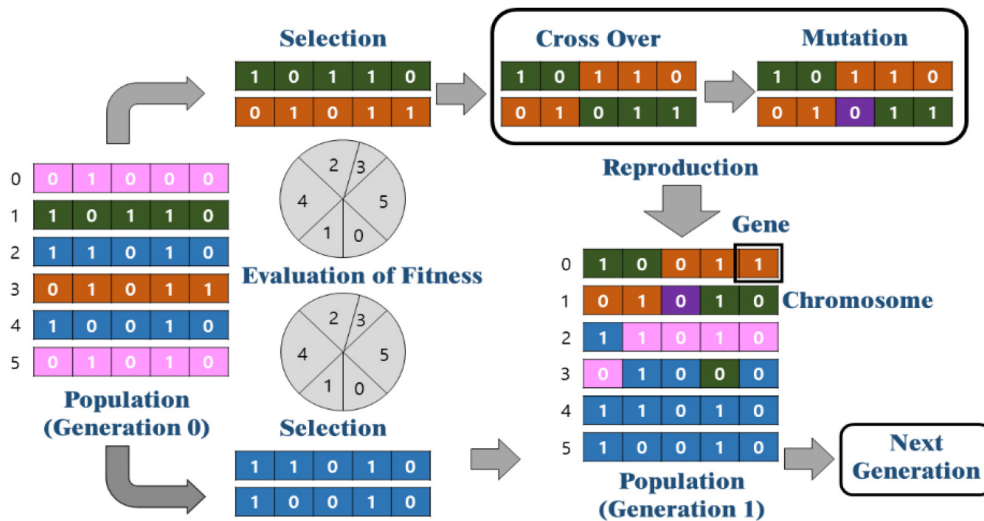 Selection
1 0 1 1 0
0 1 0 1 1
Cross Over
1 0 1 1 0
0 1 0 1 1
Mutation
1 0 1 1 0
0 1 0 1 1
Reproduction
2 3
4 5
1 0
Evaluation of Fitness
2 3
4 5
1 0
0 0 1 0 0 0
1 1 0 1 1 0
2 1 1 0 1 0
3 0 1 0 1 1
4 1 0 0 1 0
5 0 1 0 1 0
Population
(Generation 0)
Selection
1 1 0 1 0
1 0 0 1 0
Gene
0 1 0 0 1 1
Chromosome
1 0 1 0 1 0
2 1 1 0 1 0
3 0 1 0 0 0
4 1 1 0 1 0
5 1 0 0 1 0
Population
(Generation 1)
Next
Generation